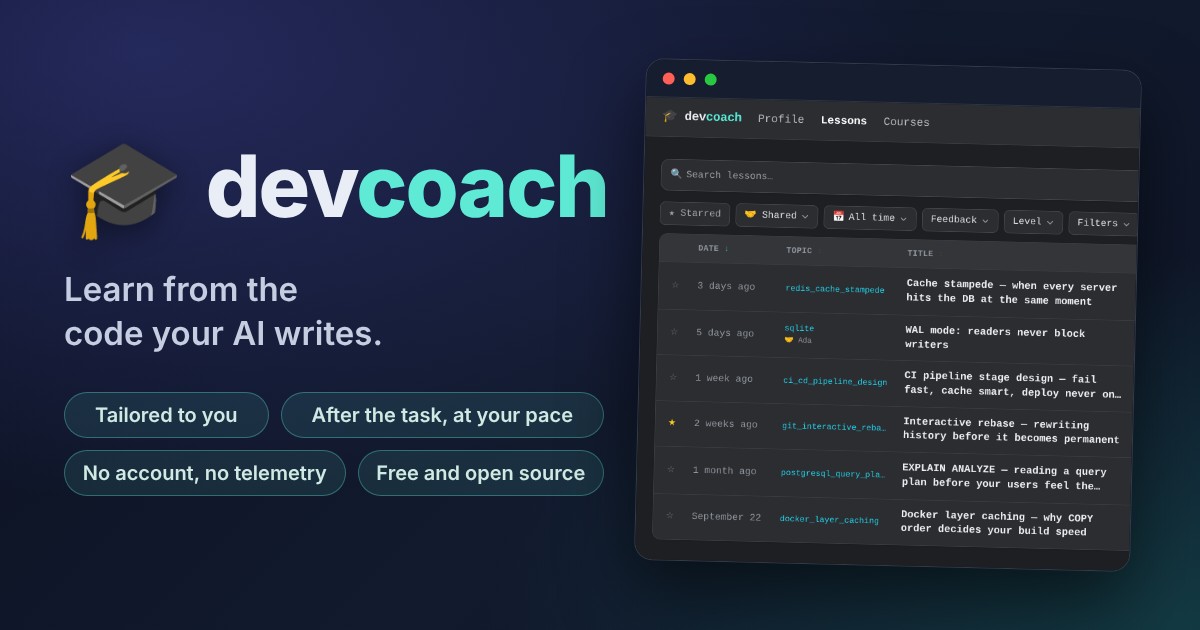 devcoach
Learn from the
code your AI writes.
Tailored to you
After the task, at your pace
No account, no telemetry
Free and open source
devcoach Profile Lessons Courses
Search lessons…
★ Starred 🤝 Shared 📅 All time Feedback Level Filters
DATE ↓ TOPIC TITLE
☆ 3 days ago redis_cache_stampede Cache stampede — when every server
hits the DB at the same moment
☆ 5 days ago sqlite WAL mode: readers never block
🤝 Ada writers
☆ 1 week ago ci_cd_pipeline_design CI pipeline stage design — fail
fast, cache smart, deploy never on…
★ 2 weeks ago git_interactive_reba… Interactive rebase — rewriting
history before it becomes permanent
☆ 1 month ago postgresql_query_pla… EXPLAIN ANALYZE — reading a query
plan before your users feel the…
☆ September 22 docker_layer_caching Docker layer caching — why COPY
order decides your build speed